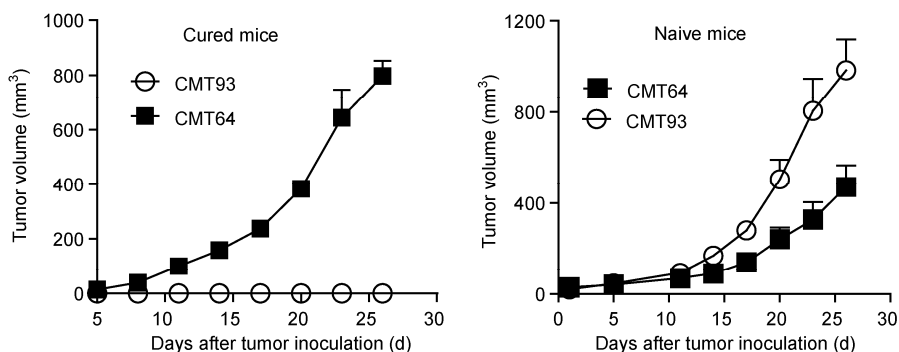 Cured mice
CMT93
CMT64
Tumor volume (mm3)
1000
800
600
400
200
0
5
10
15
20
25
30
Days after tumor inoculation (d)
Naive mice
CMT64
CMT93
Tumor volume (mm3)
1200
800
400
0
0
5
10
15
20
25
30
Days after tumor inoculation (d)